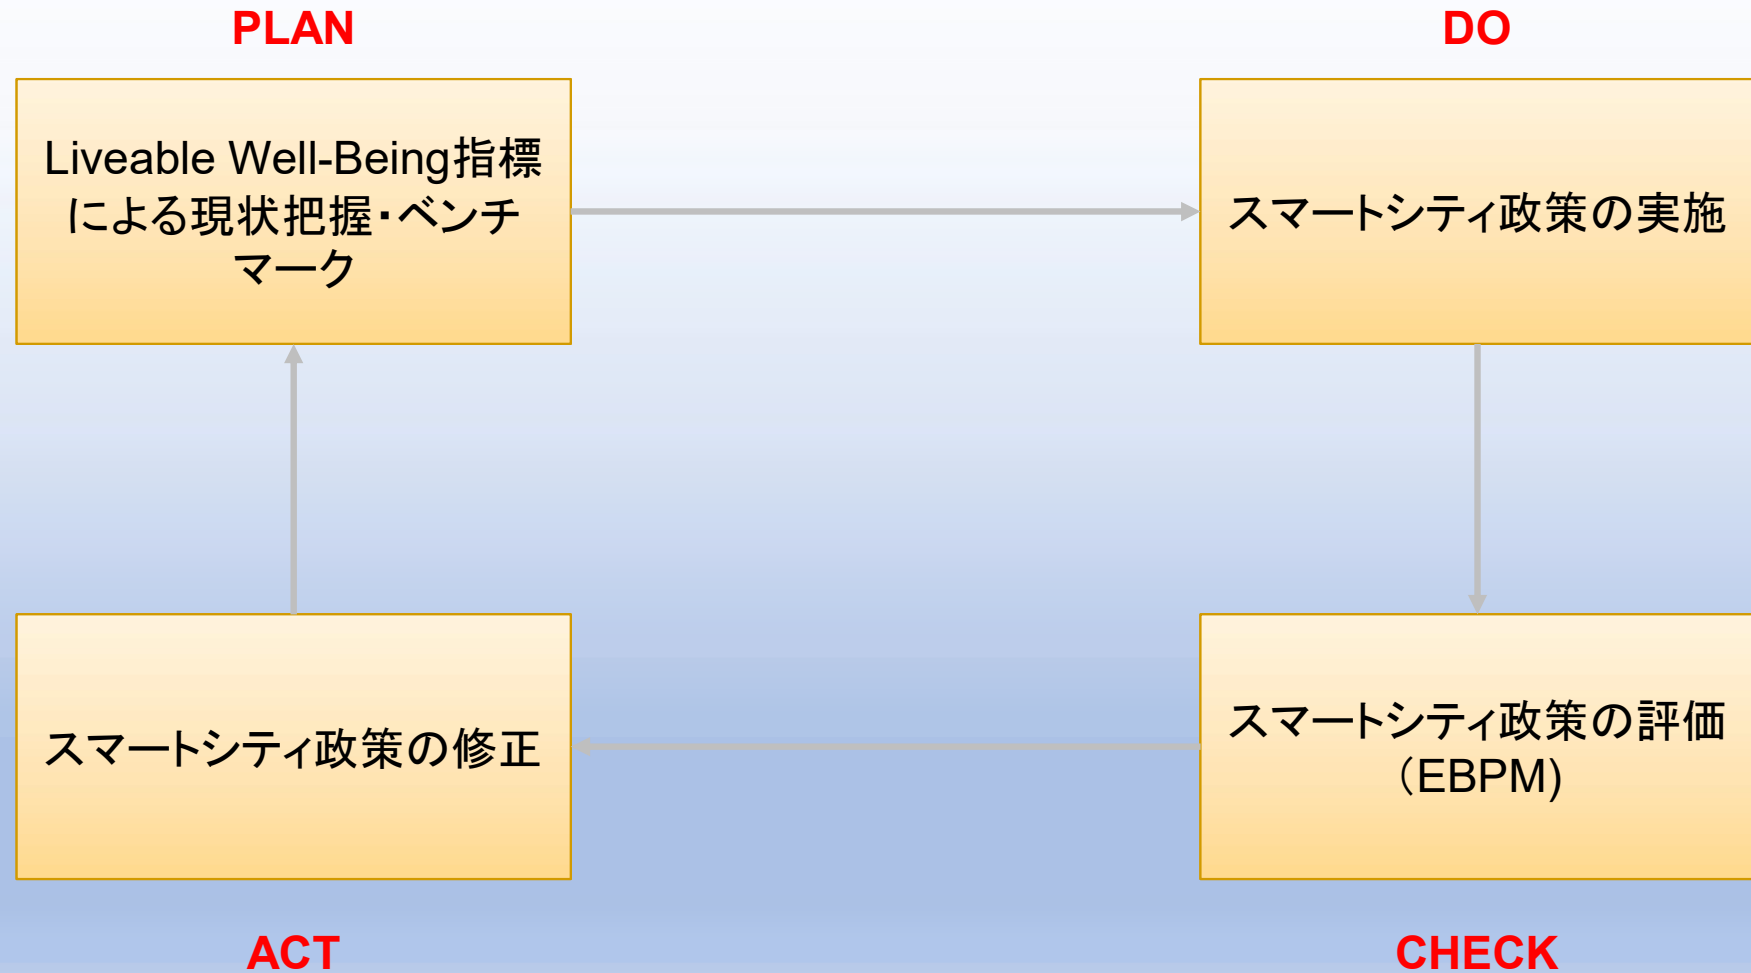 PLAN
DO
Liveable Well-Being指標
による現状把握・ベンチ
マーク
スマートシティ政策の実施
スマートシティ政策の修正
スマートシティ政策の評価
（EBPM)
ACT
CHECK